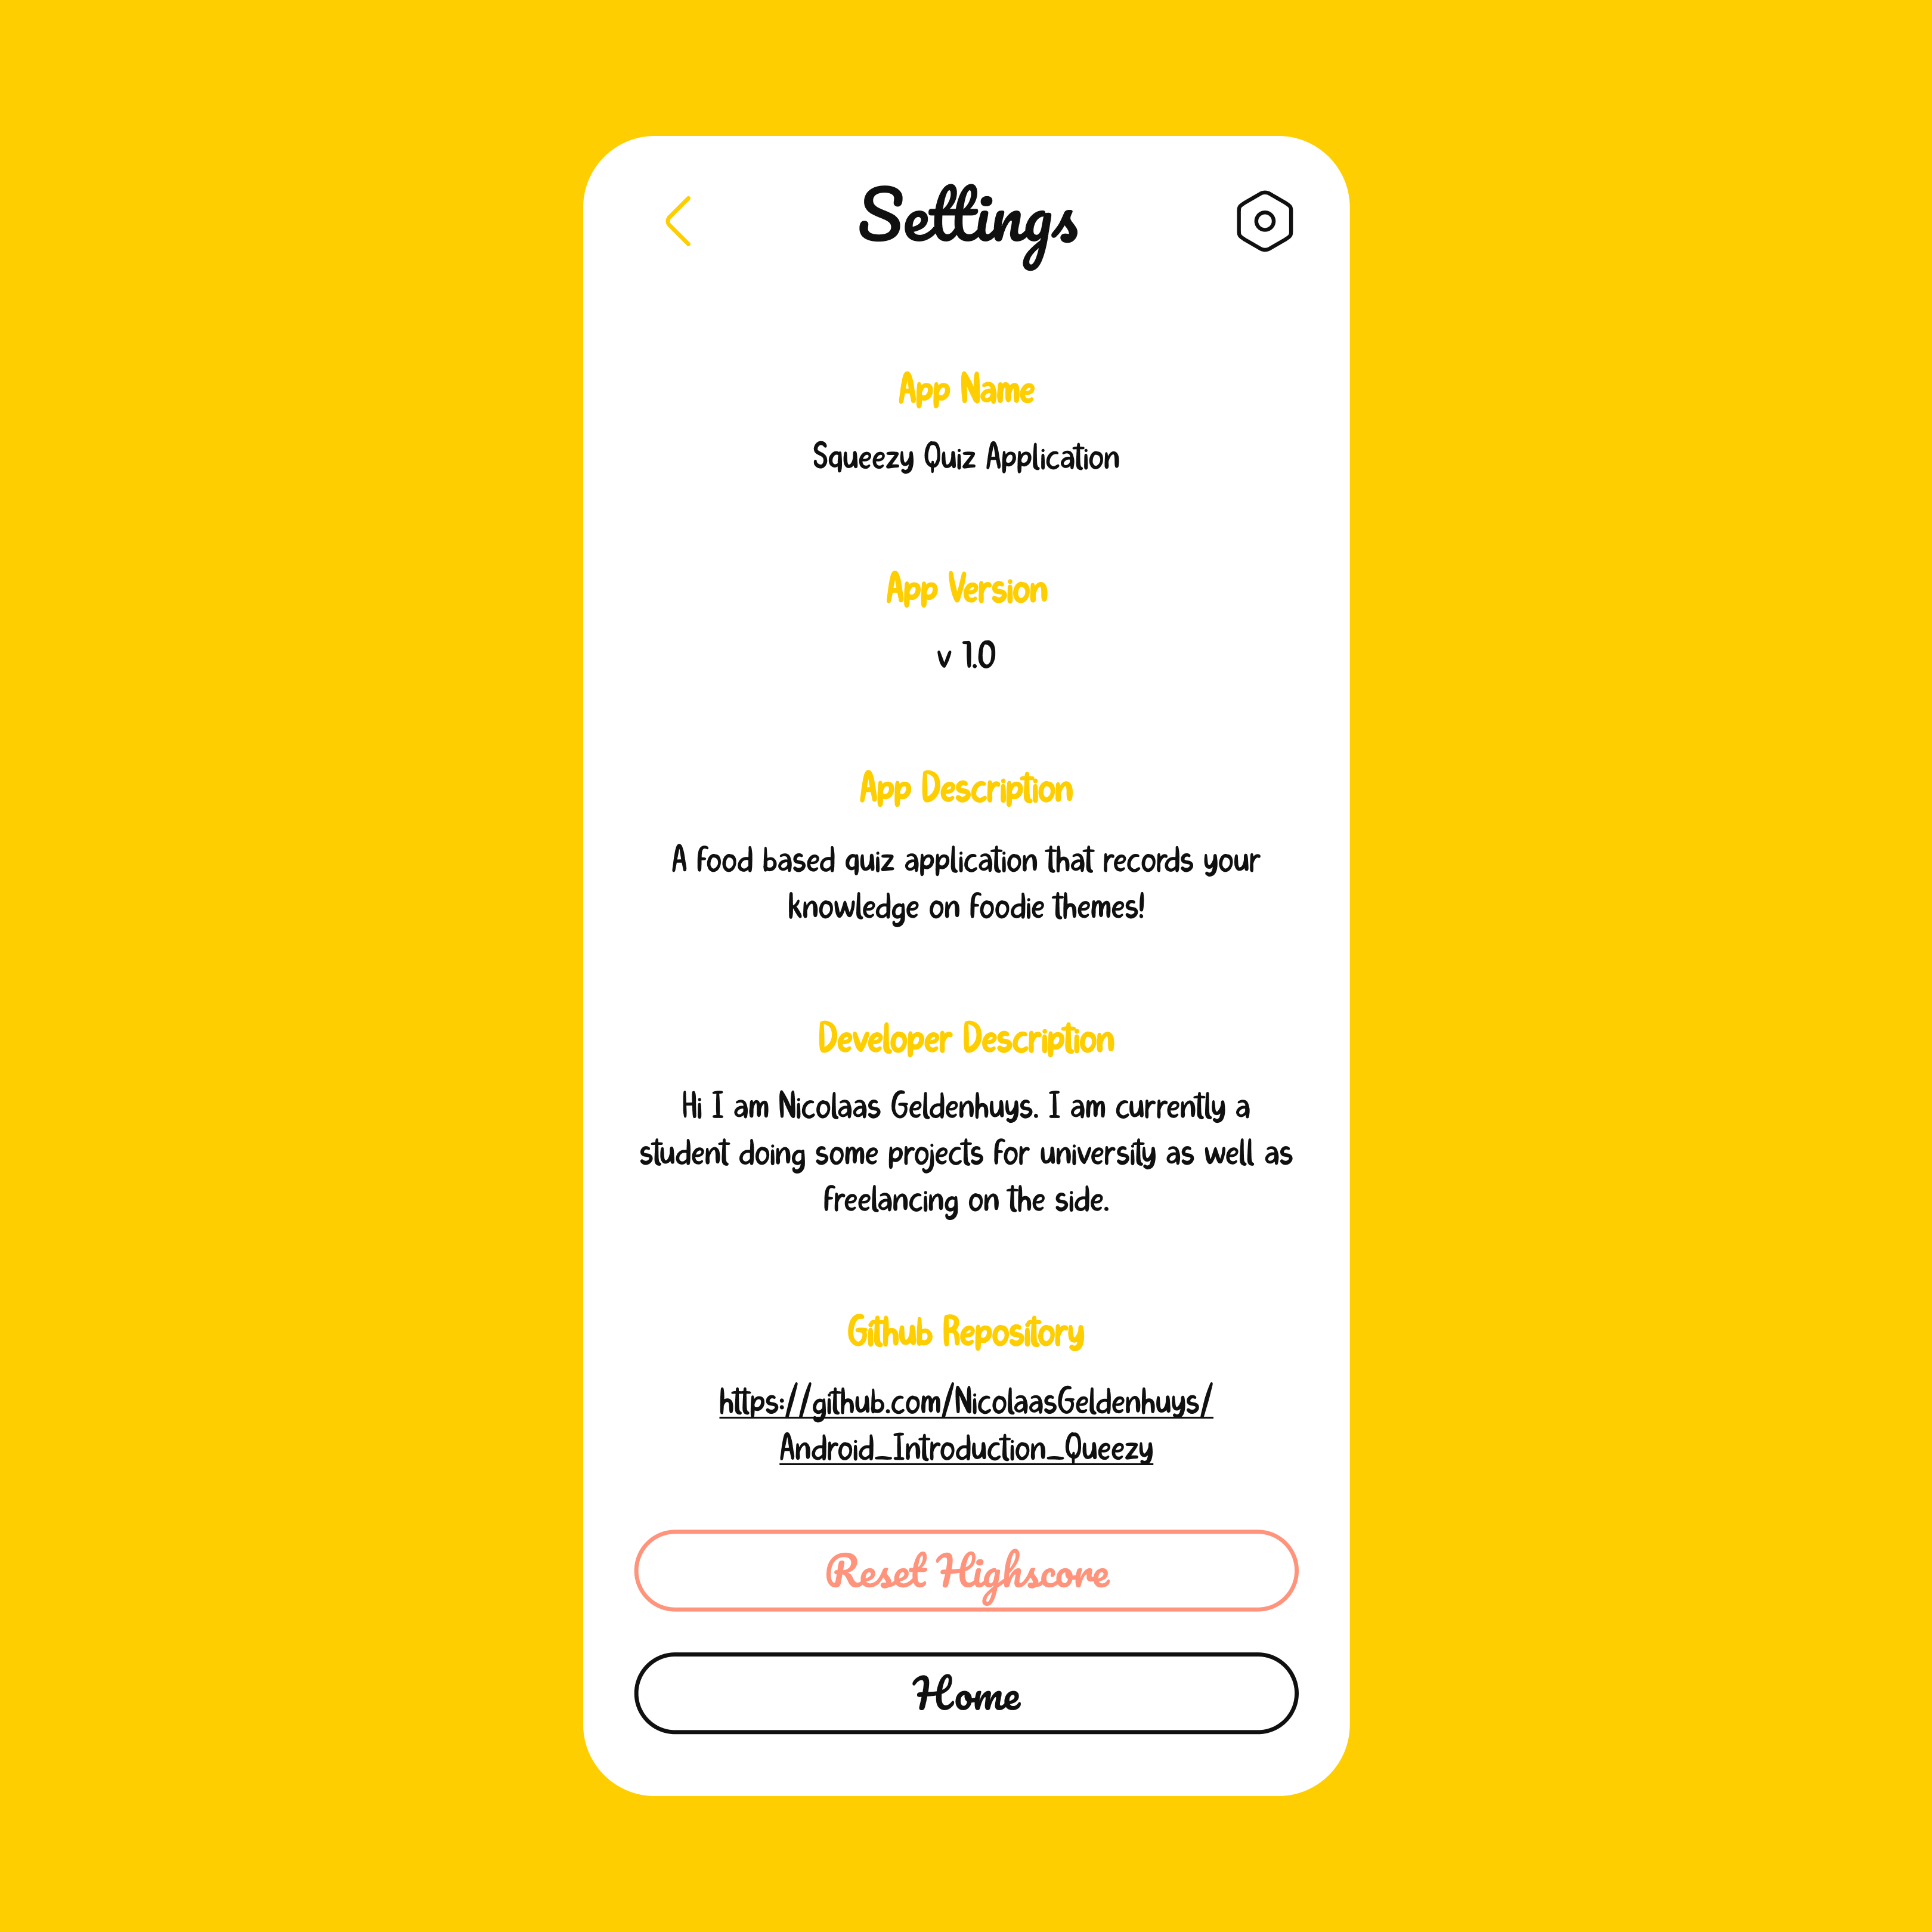 Settings
App Name
Squeezy Quiz Application
App Version
v 1.0
App Description
A food based quiz application that records your
knowledge on foodie themes!
Developer Description
Hi I am Nicolaas Geldenhuys. I am currently a
student doing some projects for university as well as
freelancing on the side.
Github Repository
https://github.com/NicolaasGeldenhuys/
Android_Introduction_Queezy
Reset Highscore
Home